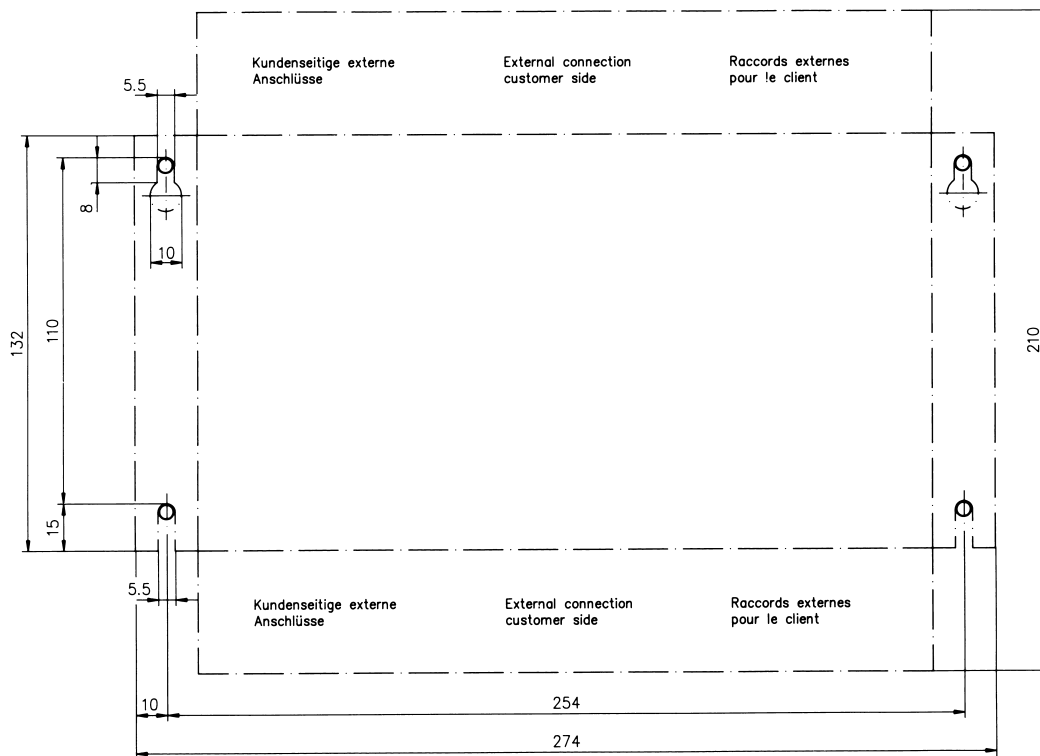 Kundenseitige externe
Anschlüsse
External connection
customer side
Raccords externes
pour le client
5.5
8
10
132
110
210
15
5.5
Kundenseitige externe
Anschlüsse
External connection
customer side
Raccords externes
pour le client
10
254
274